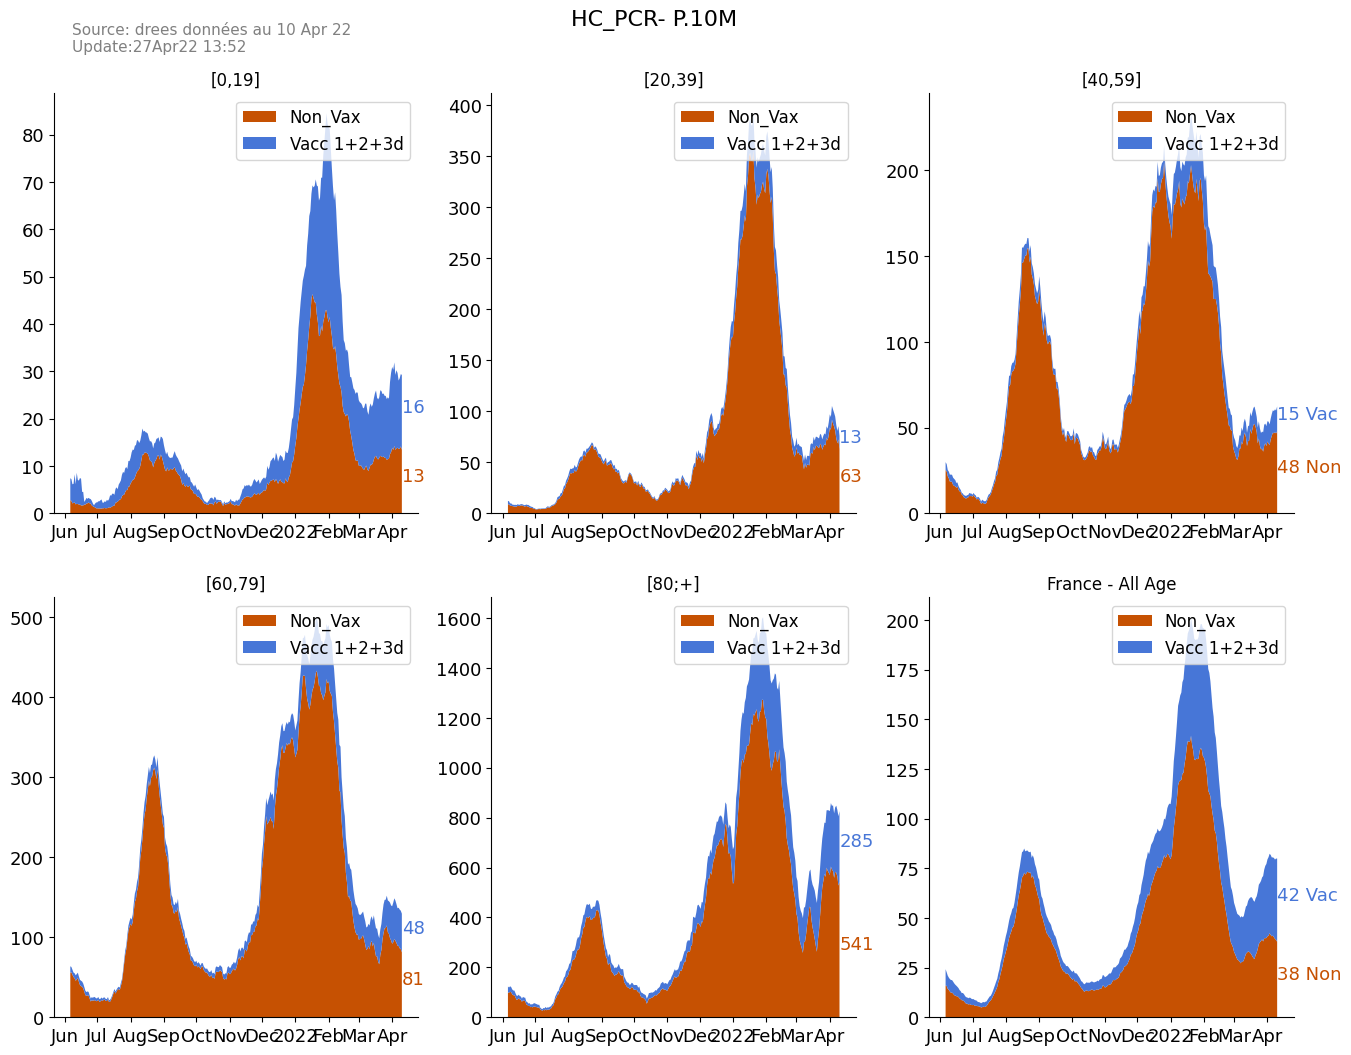 HC_PCR- P.10M
Source: drees données au 10 Apr 22
Update:27Apr22 13:52
[0,19]
Non_Vax
Vacc 1+2+3d
80
70
60
50
40
30
20
10
0
16
13
Jun Jul Aug Sep Oct Nov Dec 2022 Feb Mar Apr
[20,39]
Non_Vax
Vacc 1+2+3d
400
350
300
250
200
150
100
50
0
13
63
Jun Jul Aug Sep Oct Nov Dec 2022 Feb Mar Apr
[40,59]
Non_Vax
Vacc 1+2+3d
200
150
100
50
0
15 Vac
48 Non
Jun Jul Aug Sep Oct Nov Dec 2022 Feb Mar Apr
[60,79]
Non_Vax
Vacc 1+2+3d
500
400
300
200
100
0
48
81
Jun Jul Aug Sep Oct Nov Dec 2022 Feb Mar Apr
[80;+]
Non_Vax
Vacc 1+2+3d
1600
1400
1200
1000
800
600
400
200
0
285
541
Jun Jul Aug Sep Oct Nov Dec 2022 Feb Mar Apr
France - All Age
Non_Vax
Vacc 1+2+3d
200
175
150
125
100
75
50
25
0
42 Vac
38 Non
Jun Jul Aug Sep Oct Nov Dec 2022 Feb Mar Apr